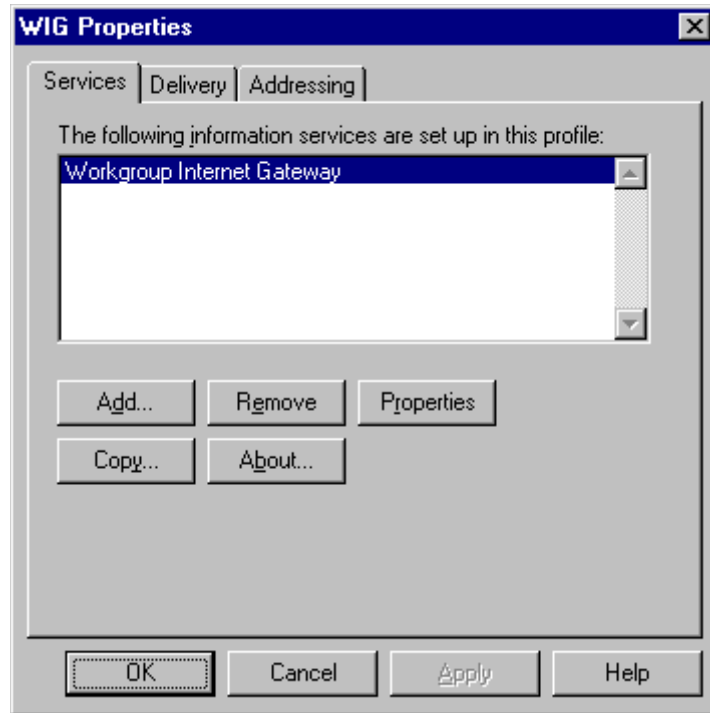 WIG Properties
Services Delivery Addressing
The following information services are set up in this profile:
Workgroup Internet Gateway
Add... Remove Properties
Copy... About...
OK Cancel Apply Help